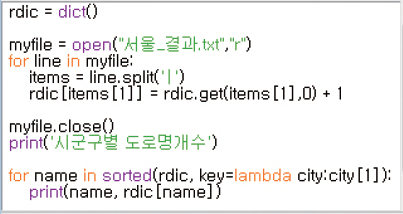 rdic = dict()
myfile = open("서울_결과.txt","r")
for line in myfile:
    items = line.split('|')
    rdic[items[1]] = rdic.get(items[1],0) + 1
myfile.close()
print('시군구별 도로명개수')
for name in sorted(rdic, key=lambda city:city[1]):
    print(name, rdic[name])